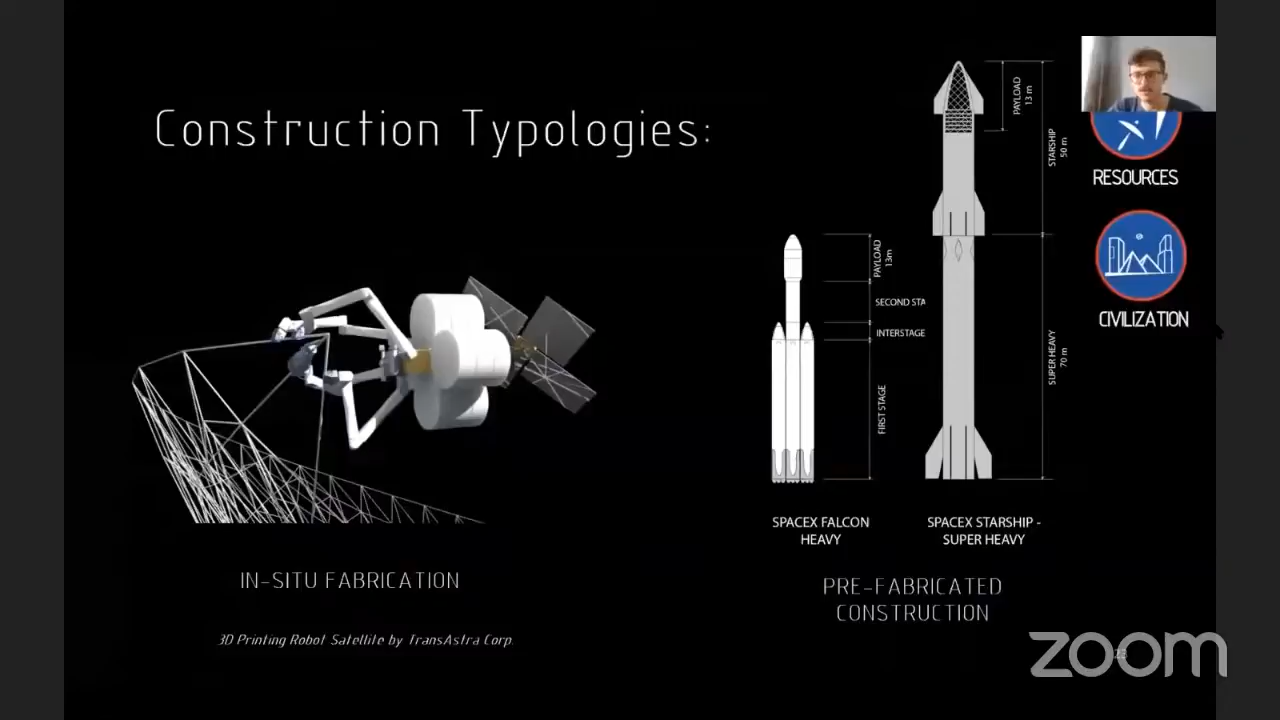 Construction Typologies:
PAYLOAD
13 m
STARSHIP
50 m
RESOURCES
CIVILIZATION
PAYLOAD
13m
SECOND STA
INTERSTAGE
FIRST STAGE
SUPER HEAVY
70 m
SPACEX FALCON
HEAVY
SPACEX STARSHIP -
SUPER HEAVY
IN-SITU FABRICATION
PRE-FABRICATED
CONSTRUCTION
3D Printing Robot Satellite by TransAstra Corp.
zoom